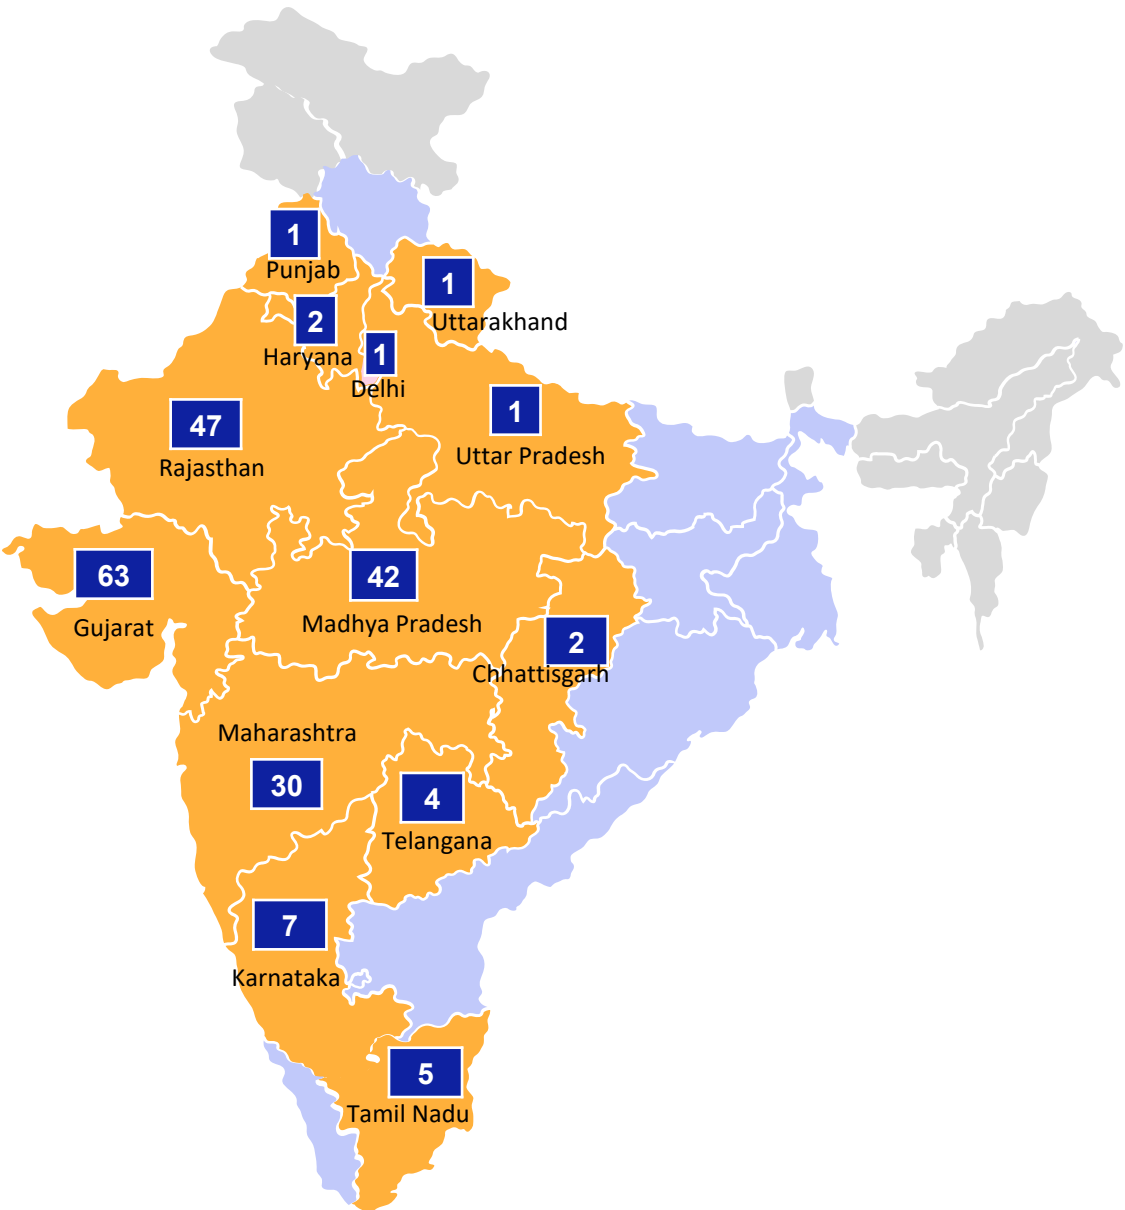 1
Punjab
1
Uttarakhand
2
Haryana
1
Delhi
47
Rajasthan
1
Uttar Pradesh
63
Gujarat
42
Madhya Pradesh
2
Chhattisgarh
Maharashtra
30
4
Telangana
7
Karnataka
5
Tamil Nadu